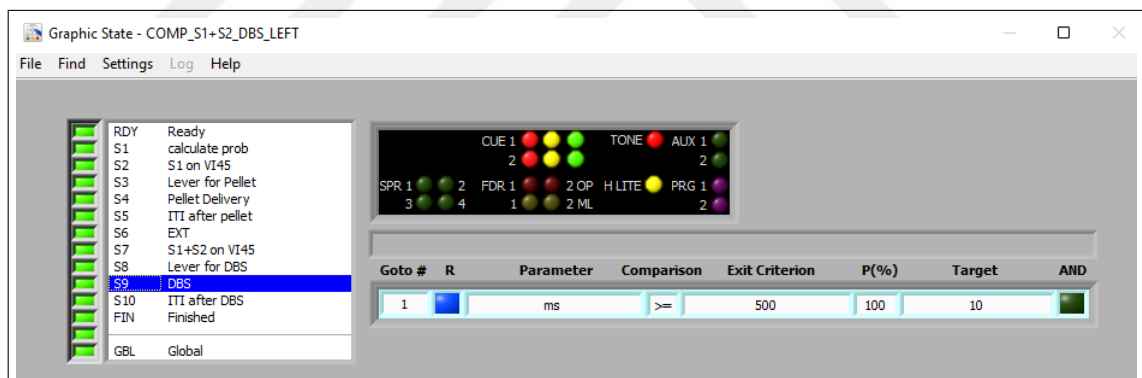 Graphic State - COMP_S1+S2_DBS_LEFT
File Find Settings Log Help
RDY Ready
S1 calculate prob
S2 S1 on VI45
S3 Lever for Pellet
S4 Pellet Delivery
S5 ITI after pellet
S6 EXT
S7 S1+S2 on VI45
S8 Lever for DBS
S9 DBS
S10 ITI after DBS
FIN Finished
GBL Global
CUE 1 TONE AUX 1
2 2
SPR 1 2 FDR 1 2 OP H LITE PRG 1
3 4 1 2 ML 2
Goto # R Parameter Comparison Exit Criterion P(%) Target AND
1 ms >= 500 100 10